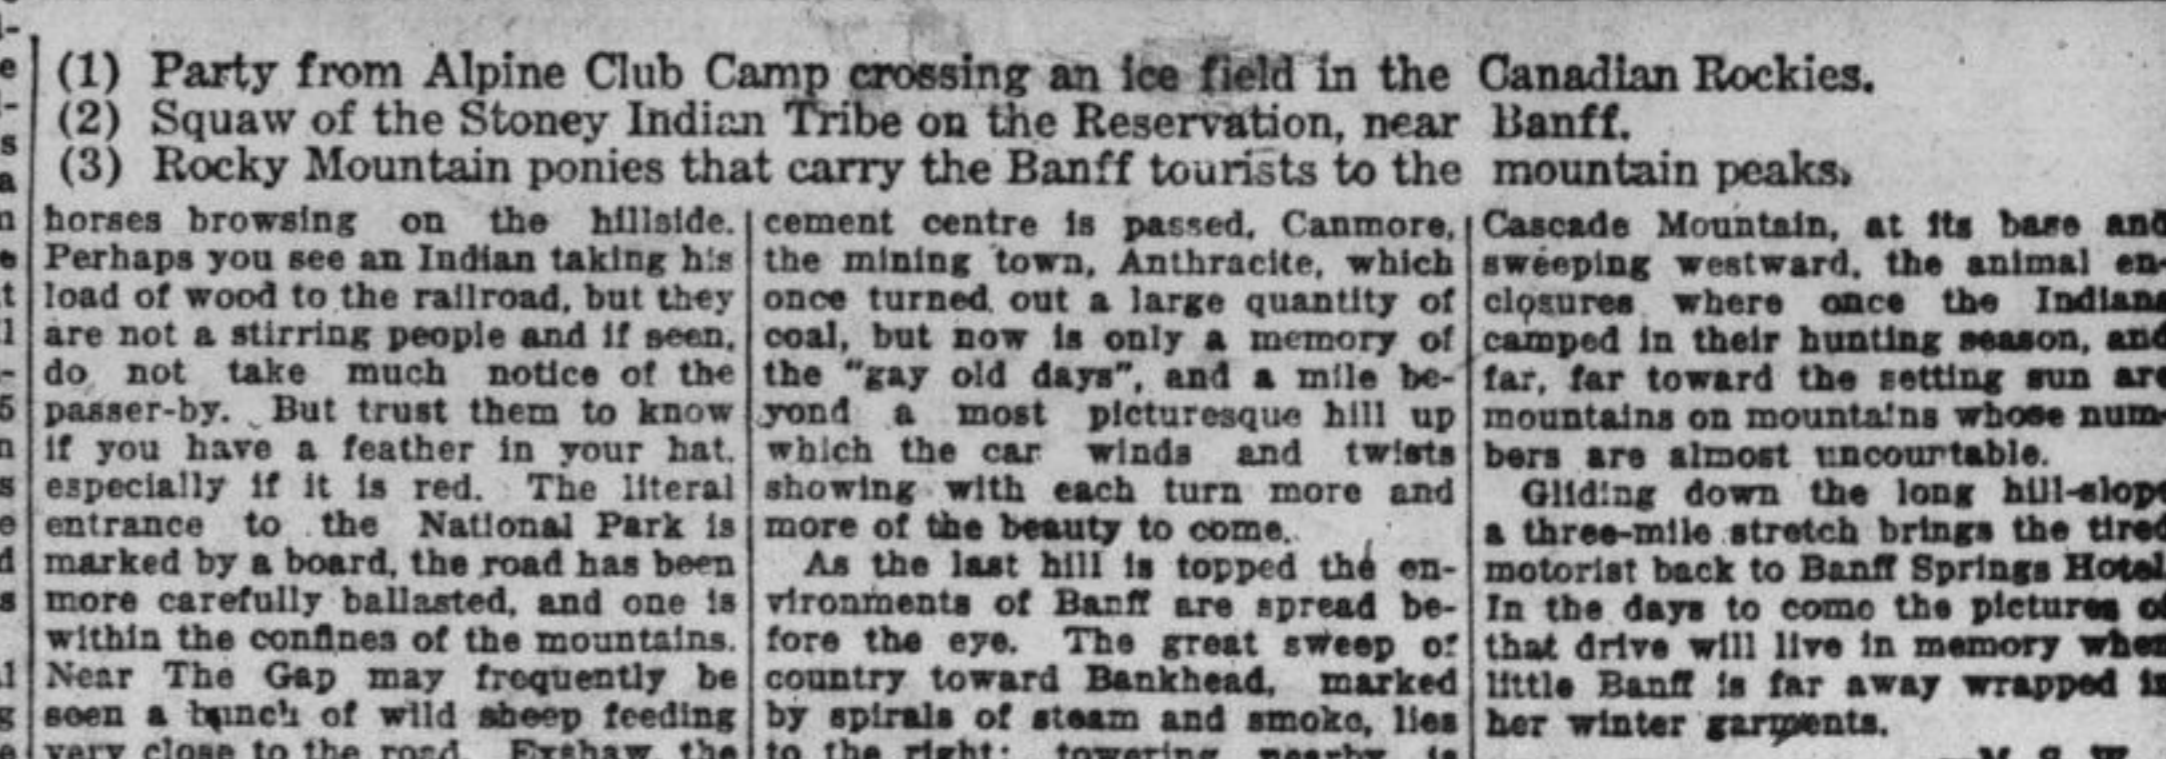 (1) Party from Alpine Club Camp crossing an ice field in the Canadian Rockies.
(2) Squaw of the Stoney Indian Tribe on the Reservation, near Banff.
(3) Rocky Mountain ponies that carry the Banff tourists to the mountain peaks.
horses browsing on the hillside.
Perhaps you see an Indian taking his
load of wood to the railroad, but they
are not a stirring people and if seen,
do not take much notice of the
passer-by. But trust them to know
if you have a feather in your hat,
especially if it is red. The literal
entrance to the National Park is
marked by a board, the road has been
more carefully ballasted, and one is
within the confines of the mountains.
Near The Gap may frequently be
seen a bunch of wild sheep feeding
very close to the road. Exshaw, the
cement centre is passed, Canmore,
the mining town, Anthracite, which
once turned out a large quantity of
coal, but now is only a memory of
the "gay old days", and a mile be-
yond a most picturesque hill up
which the car winds and twists
showing with each turn more and
more of the beauty to come.
As the last hill is topped the en-
vironments of Banff are spread be-
fore the eye. The great sweep of
country toward Bankhead, marked
by spirals of steam and smoke, lies
to the right; towering nearby is
Cascade Mountain, at its base and
sweeping westward, the animal en-
closures where once the Indians
camped in their hunting season, and
far, far toward the setting sun are
mountains on mountains whose num-
bers are almost uncountable.
Gliding down the long hill-slope
a three-mile stretch brings the tired
motorist back to Banff Springs Hotel.
In the days to come the pictures of
that drive will live in memory when
little Banff is far away wrapped in
her winter garments.
—M. S. W.